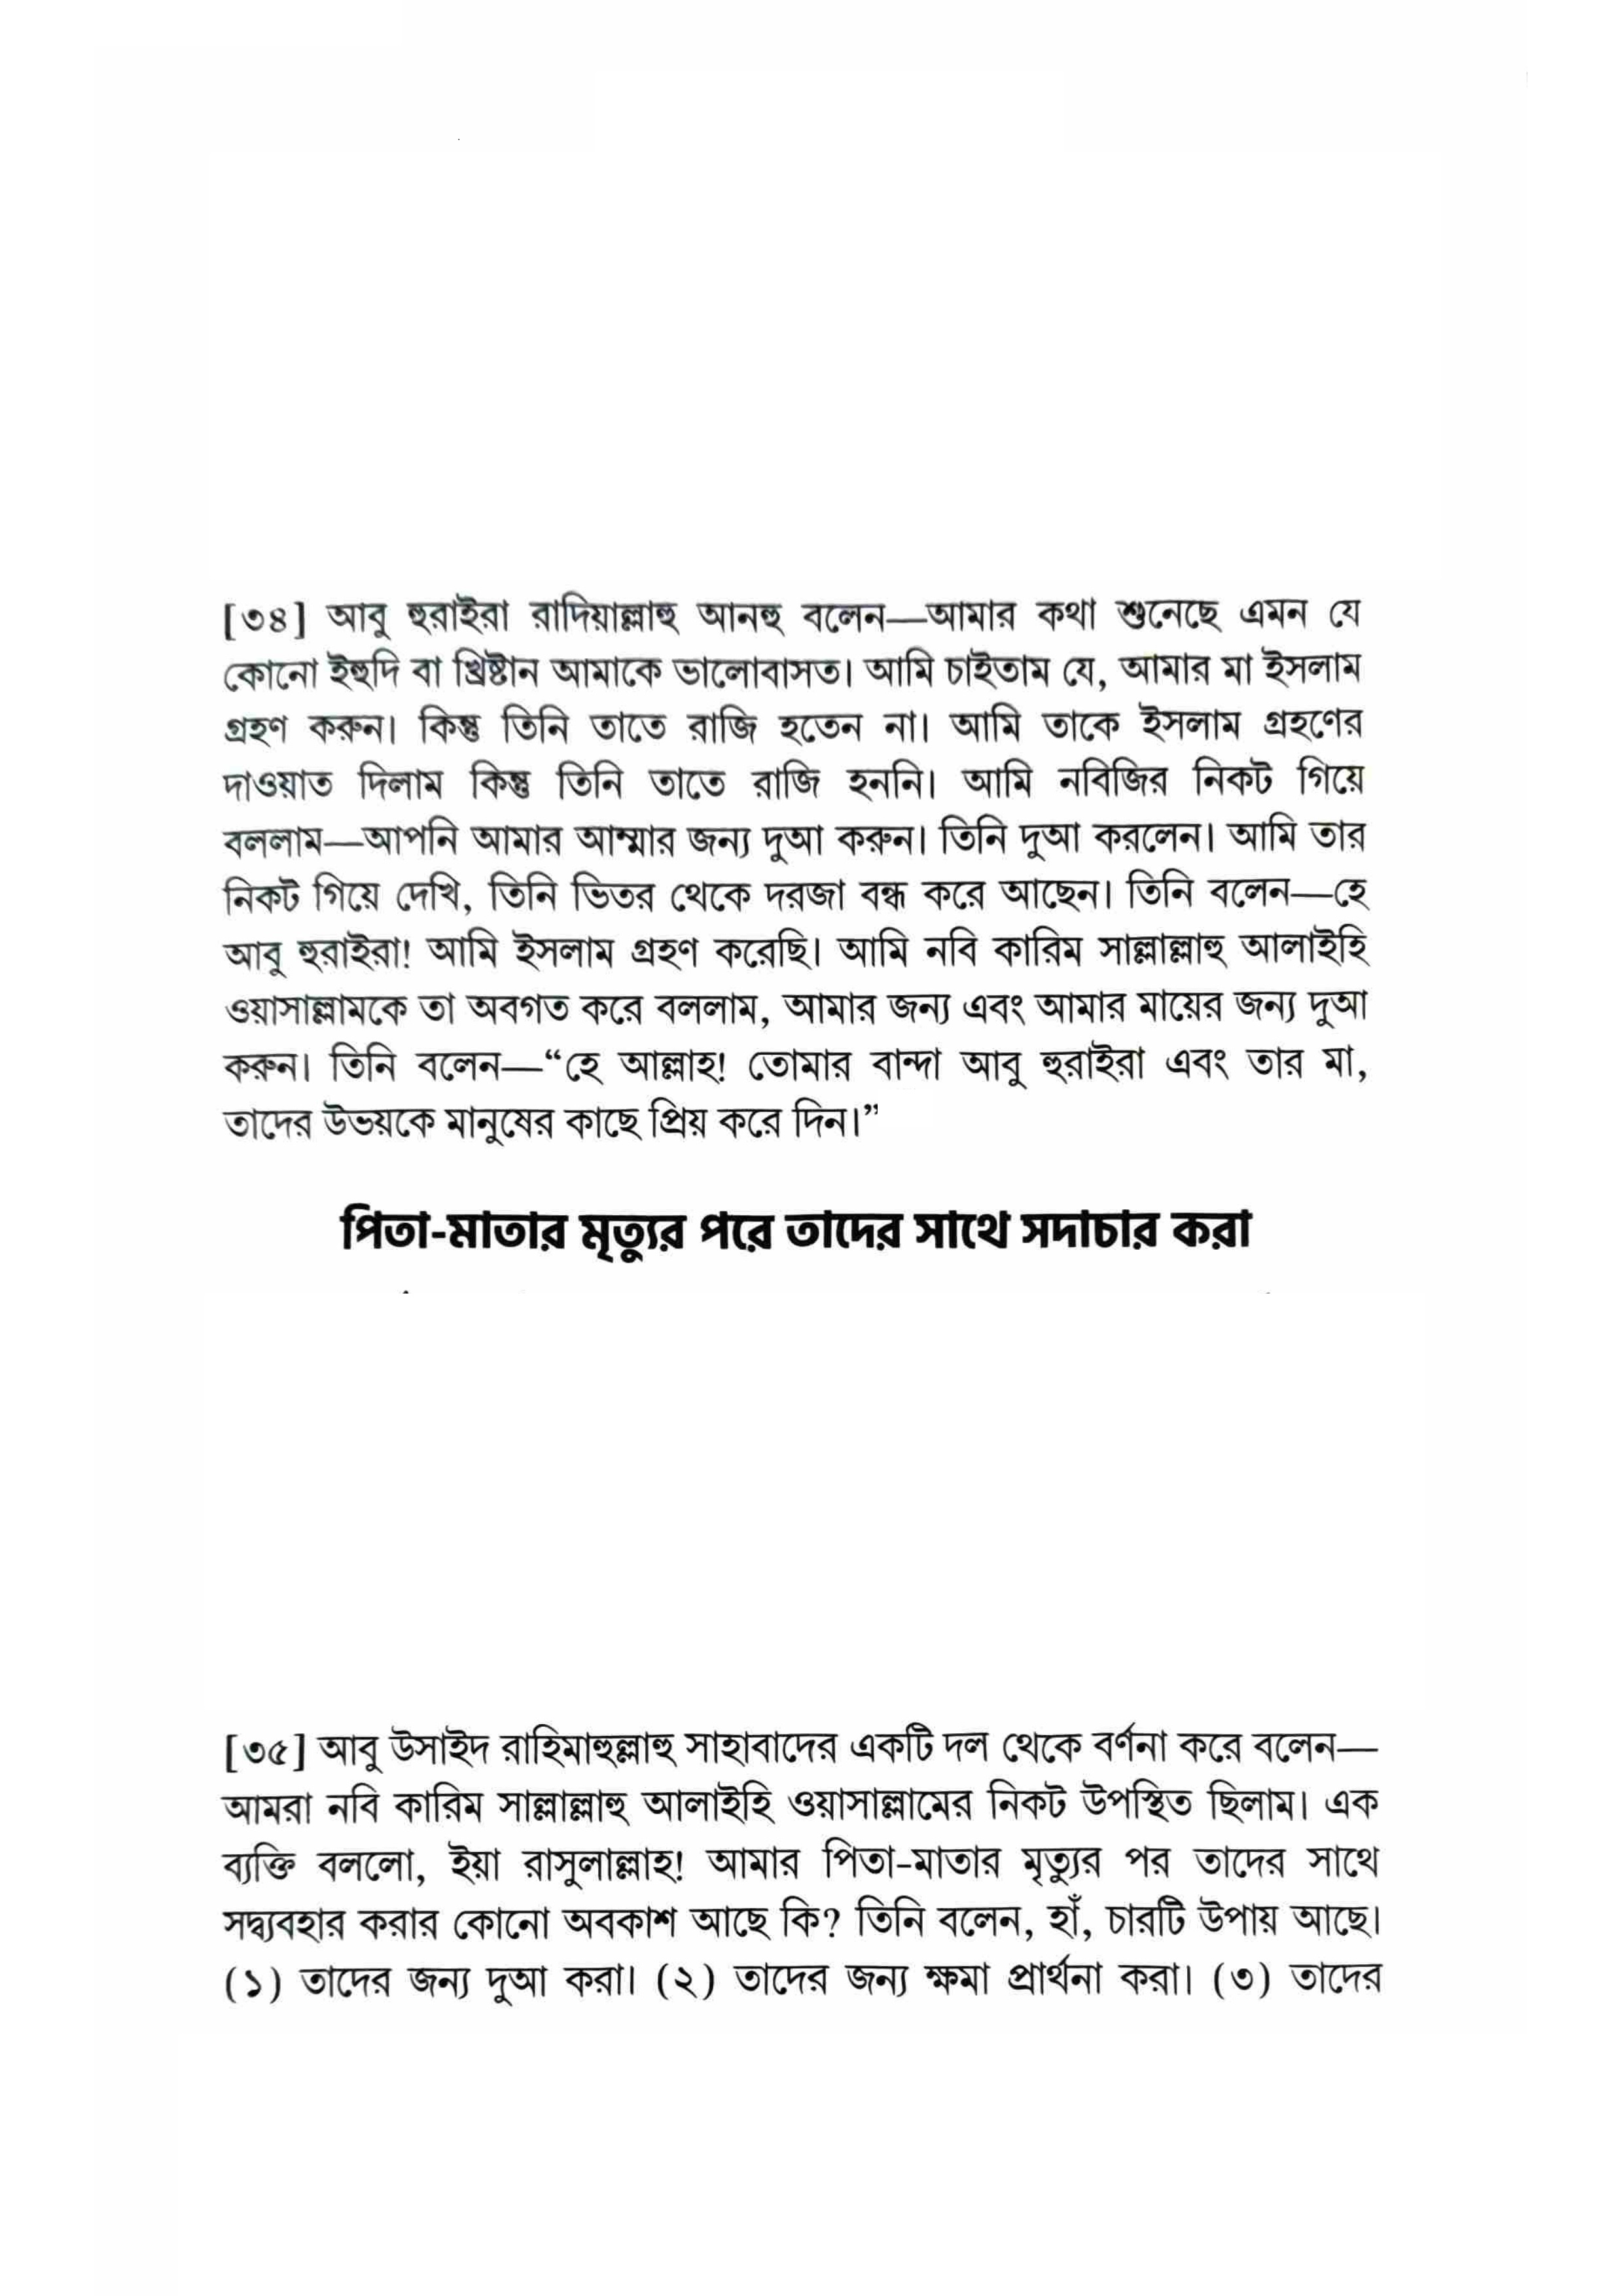 [৩৪] আবু হুরাইরা রাদিয়াল্লাহু আনহু বলেন—আমার কথা শুনেছে এমন যে
কোনো ইহুদি বা খ্রিষ্টান আমাকে ভালোবাসত। আমি চাইতাম যে, আমার মা ইসলাম
গ্রহণ করুন। কিন্তু তিনি তাতে রাজি হতেন না। আমি তাকে ইসলাম গ্রহণের
দাওয়াত দিলাম কিন্তু তিনি তাতে রাজি হননি। আমি নবিজির নিকট গিয়ে
বললাম—আপনি আমার আম্মার জন্য দুআ করুন। তিনি দুআ করলেন। আমি তার
নিকট গিয়ে দেখি, তিনি ভিতর থেকে দরজা বন্ধ করে আছেন। তিনি বলেন—হে
আবু হুরাইরা! আমি ইসলাম গ্রহণ করেছি। আমি নবি কারিম সাল্লাল্লাহু আলাইহি
ওয়াসাল্লামকে তা অবগত করে বললাম, আমার জন্য এবং আমার মায়ের জন্য দুআ
করুন। তিনি বলেন—“হে আল্লাহ! তোমার বান্দা আবু হুরাইরা এবং তার মা,
তাদের উভয়কে মানুষের কাছে প্রিয় করে দিন।”
পিতা-মাতার মৃত্যুর পরে তাদের সাথে সদাচার করা
[৩৫] আবু উসাইদ রাহিমাহুল্লাহু সাহাবাদের একটি দল থেকে বর্ণনা করে বলেন—
আমরা নবি কারিম সাল্লাল্লাহু আলাইহি ওয়াসাল্লামের নিকট উপস্থিত ছিলাম। এক
ব্যক্তি বললো, ইয়া রাসুলাল্লাহ! আমার পিতা-মাতার মৃত্যুর পর তাদের সাথে
সদ্ব্যবহার করার কোনো অবকাশ আছে কি? তিনি বলেন, হাঁ, চারটি উপায় আছে।
(১) তাদের জন্য দুআ করা। (২) তাদের জন্য ক্ষমা প্রার্থনা করা। (৩) তাদের